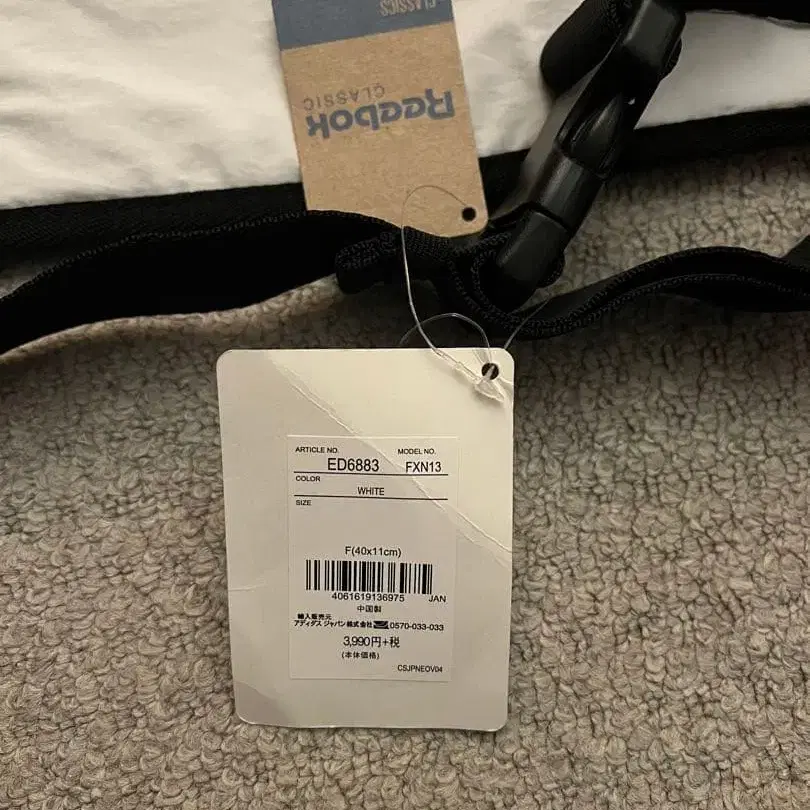 CLASSICS
Reebok
CLASSIC
ARTICLE NO. MODEL NO.
ED6883 FXN13
COLOR
WHITE
SIZE
F(40x11cm)
4061619136975 JAN
中国製
輸入販売元
アディダス ジャパン株式会社 0570-033-033
3,990円+税
(本体価格)
CSJPNEOV04